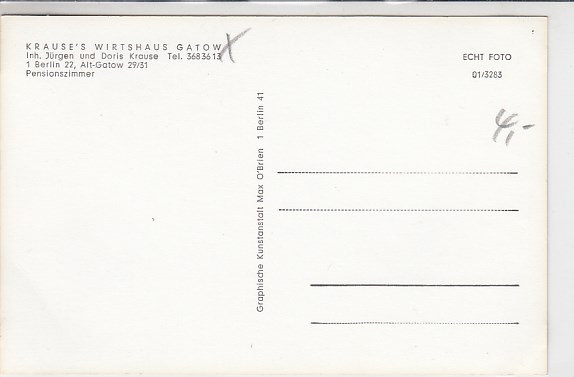 KRAUSE'S WIRTSHAUS GATOW X
Inh. Jürgen und Doris Krause Tel. 3683613
1 Berlin 22, Alt-Gatow 29/31
Pensionszimmer
Graphische Kunstanstalt Max O'Brien 1 Berlin 41
ECHT FOTO
01/3283
4,-